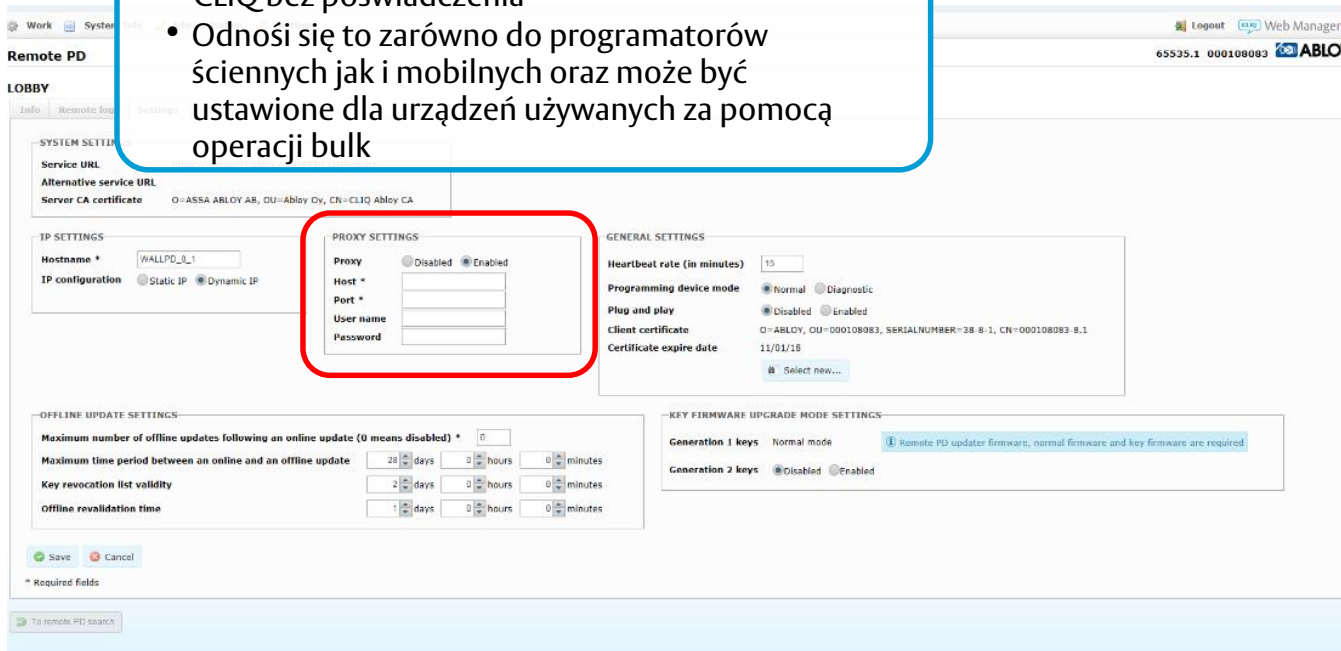 CLIQ bez poświadczenia
• Odnośi się to zarówno do programatorów
ściennych jak i mobilnych oraz może być
ustawione dla urządzeń używanych za pomocą
operacji bulk
Work System
Logout CLIQ Web Manager
Remote PD
65535.1 000108083 ABLO
LOBBY
Info Remote log Settings
SYSTEM SETTIN
Service URL
Alternative service URL
Server CA certificate O=ASSA ABLOY AB, OU=Abloy Oy, CN=CLIQ Abloy CA
IP SETTINGS
Hostname * WALLPD_8_1
IP configuration Static IP Dynamic IP
PROXY SETTINGS
Proxy Disabled Enabled
Host *
Port *
User name
Password
GENERAL SETTINGS
Heartbeat rate (in minutes) 15
Programming device mode Normal Diagnostic
Plug and play Disabled Enabled
Client certificate O=ABLOY, OU=000108083, SERIALNUMBER=38-8-1, CN=000108083-8.1
Certificate expire date 11/01/18
Select new...
OFFLINE UPDATE SETTINGS
Maximum number of offline updates following an online update (0 means disabled) * 0
Maximum time period between an online and an offline update 28 days 0 hours 0 minutes
Key revocation list validity 2 days 0 hours 0 minutes
Offline revalidation time 1 days 0 hours 0 minutes
KEY FIRMWARE UPGRADE MODE SETTINGS
Generation 1 keys Normal mode Remote PD updater firmware, normal firmware and key firmware are required
Generation 2 keys Disabled Enabled
Save Cancel
* Required fields
To remote PD search